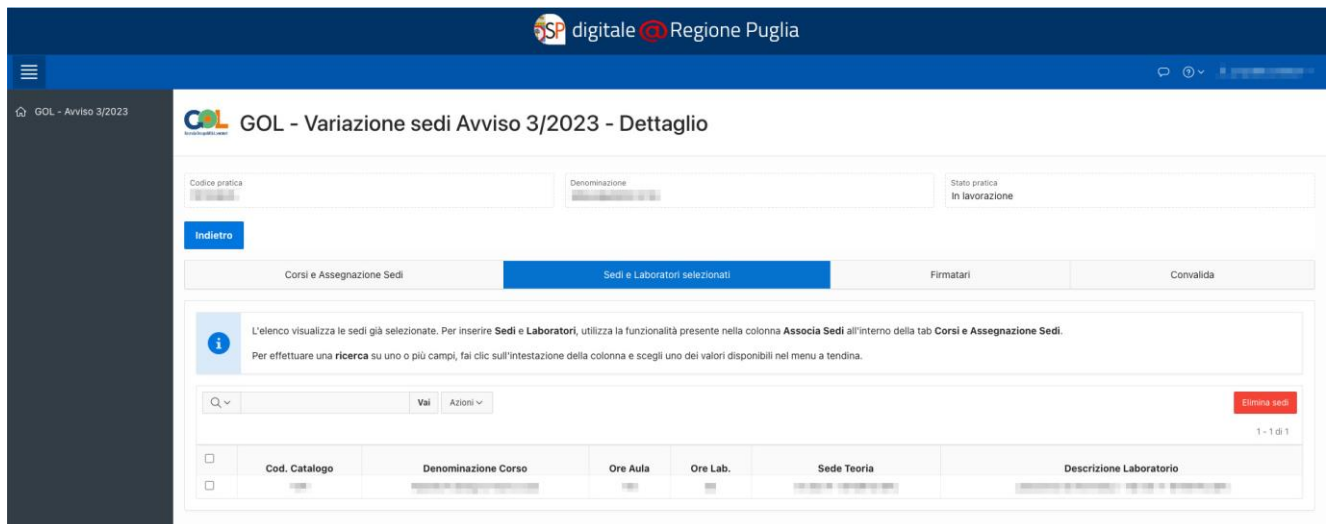 digitale@Regione Puglia
GOL - Avviso 3/2023
GOL
GOL - Variazione sedi Avviso 3/2023 - Dettaglio
Codice pratica
Denominazione
Stato pratica
In lavorazione
Indietro
Corsi e Assegnazione Sedi
Sedi e Laboratori selezionati
Firmatari
Convalida
L'elenco visualizza le sedi già selezionate. Per inserire Sedi e Laboratori, utilizza la funzionalità presente nella colonna Associa Sedi all'interno della tab Corsi e Assegnazione Sedi.
Per effettuare una ricerca su uno o più campi, fai clic sull'intestazione della colonna e scegli uno dei valori disponibili nel menu a tendina.
Vai Azioni
Elimina sedi
1 - 1 di 1
Cod. Catalogo Denominazione Corso Ore Aula Ore Lab. Sede Teoria Descrizione Laboratorio